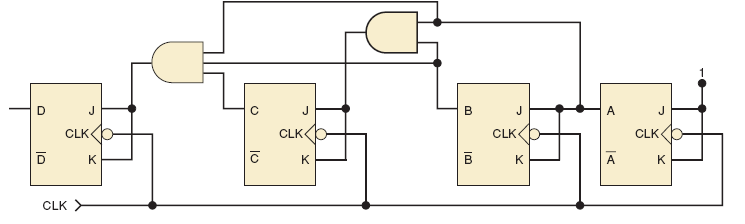 1
D J C J B J A J
CLK CLK CLK CLK
D̅ K C̅ K B̅ K A̅ K
CLK